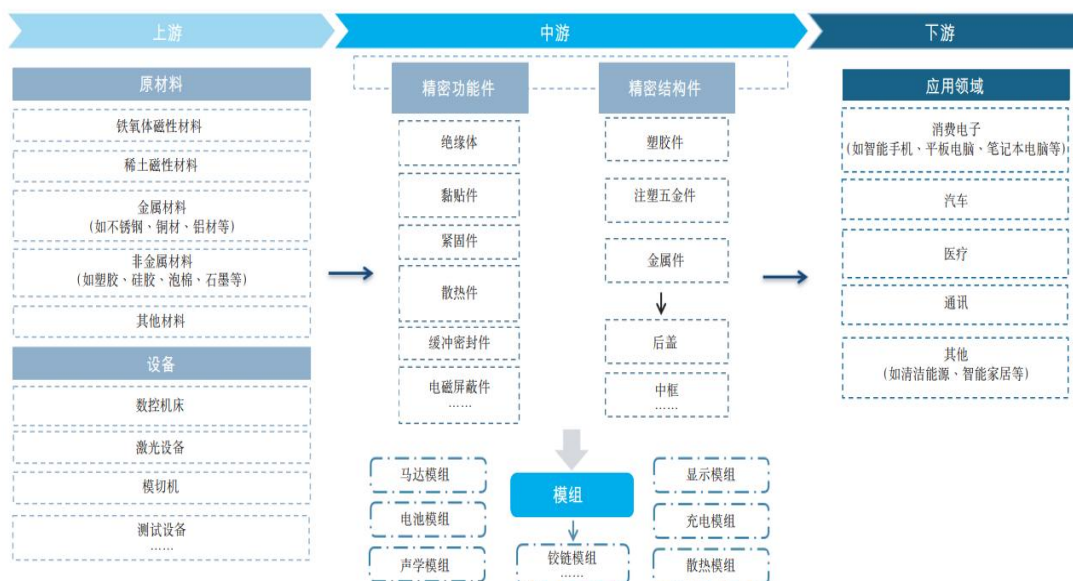 上游
中游
下游
原材料
铁氧体磁性材料
稀土磁性材料
金属材料
(如不锈钢、铜材、铝材等)
非金属材料
(如塑胶、硅胶、泡棉、石墨等)
其他材料
设备
数控机床
激光设备
模切机
测试设备
……
精密功能件
绝缘体
黏贴件
紧固件
散热件
缓冲密封件
电磁屏蔽件
……
精密结构件
塑胶件
注塑五金件
金属件
后盖
中框
……
马达模组
电池模组
声学模组
模组
铰链模组
……
显示模组
充电模组
散热模组
应用领域
消费电子
(如智能手机、平板电脑、笔记本电脑等)
汽车
医疗
通讯
其他
(如清洁能源、智能家居等)